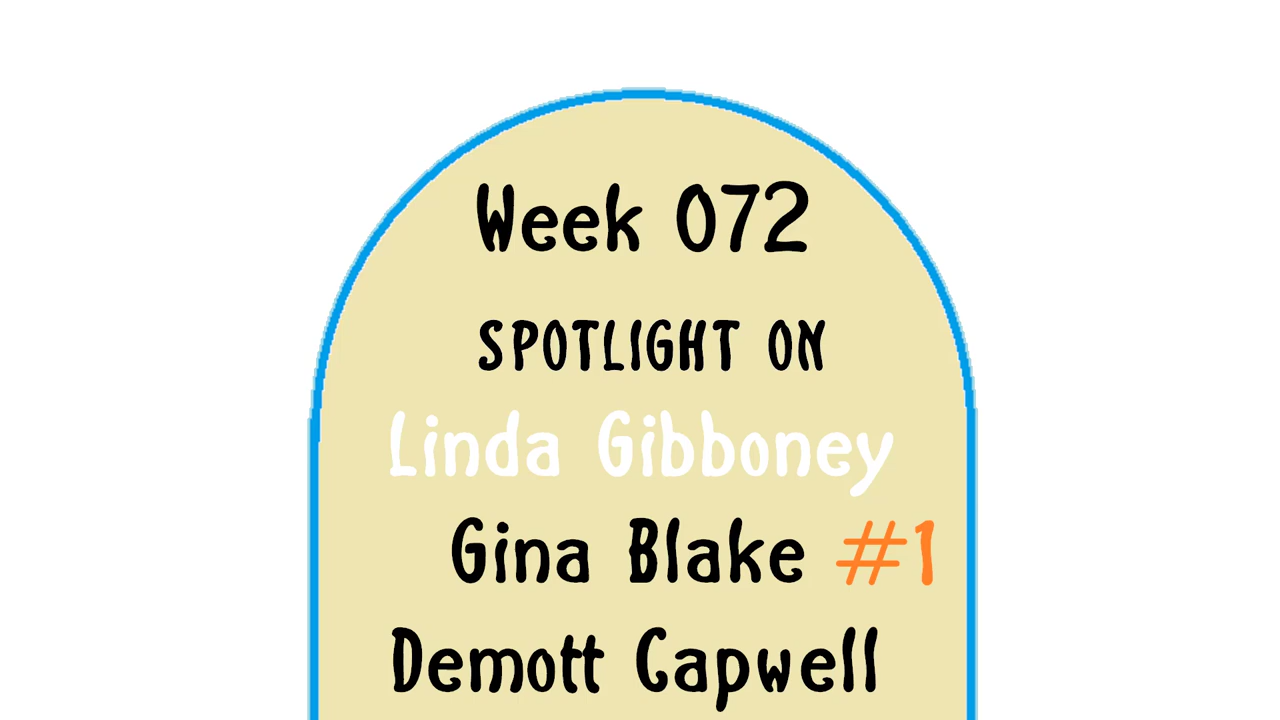 Week 072
SPOTLIGHT ON
Linda Gibboney
Gina Blake #1
Demott Capwell